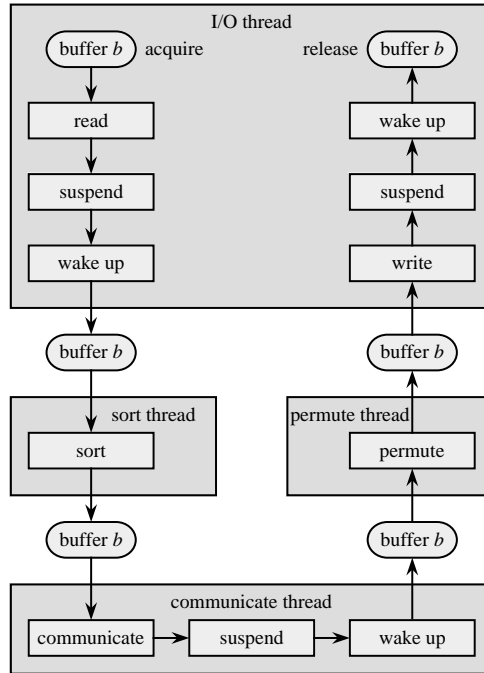 I/O thread
buffer b acquire
release buffer b
read
wake up
suspend
suspend
wake up
write
buffer b
buffer b
sort thread
permute thread
sort
permute
buffer b
buffer b
communicate thread
communicate
suspend
wake up